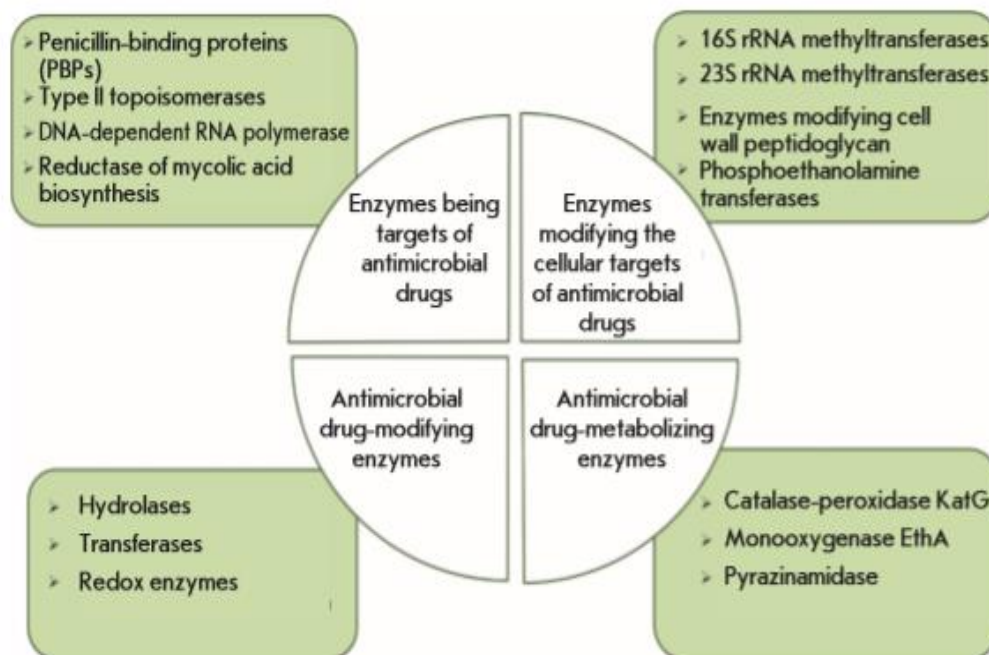 ➢ Penicillin-binding proteins
(PBPs)
➢ Type II topoisomerases
➢ DNA-dependent RNA polymerase
➢ Reductase of mycolic acid
biosynthesis
➢ 16S rRNA methyltransferases
➢ 23S rRNA methyltransferases
➢ Enzymes modifying cell
wall peptidoglycan
➢ Phosphoethanolamine
transferases
Enzymes being
targets of
antimicrobial
drugs
Enzymes
modifying the
cellular targets
of antimicrobial
drugs
Antimicrobial
drug-modifying
enzymes
Antimicrobial
drug-metabolizing
enzymes
➢ Hydrolases
➢ Transferases
➢ Redox enzymes
➢ Catalase-peroxidase KatG
➢ Monooxygenase EthA
➢ Pyrazinamidase